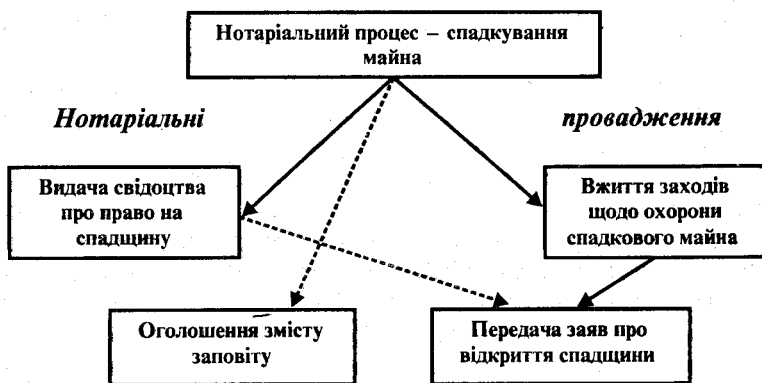 Нотаріальний процес – спадкування
майна
Нотаріальні провадження
Видача свідоцтва
про право на
спадщину
Вжиття заходів
щодо охорони
спадкового майна
Оголошення змісту
заповіту
Передача заяв про
відкриття спадщини